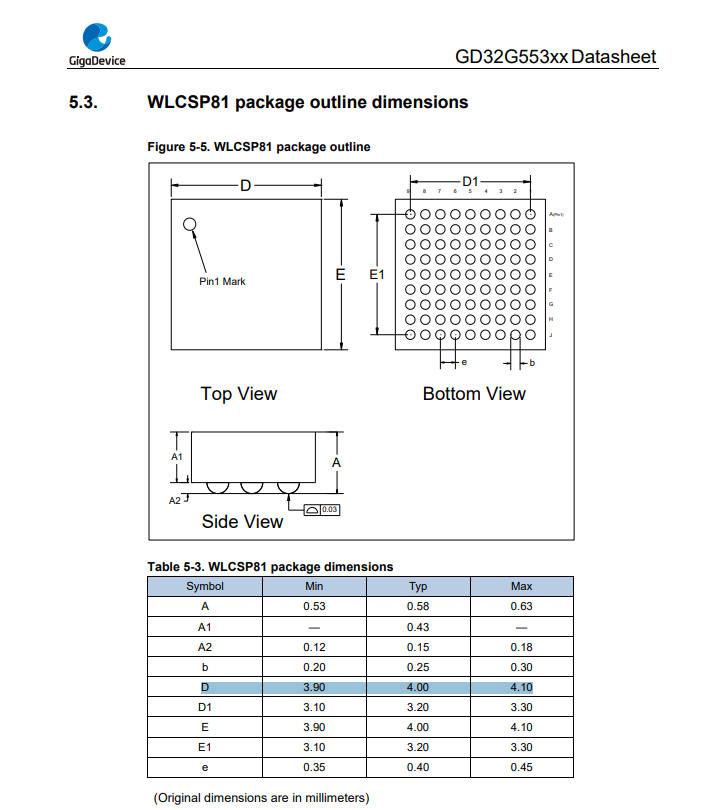 GigaDevice
GD32G553xx Datasheet
5.3. WLCSP81 package outline dimensions
Figure 5-5. WLCSP81 package outline
D
D1
9 8 7 6 5 4 3 2
A(Pin1)
B
C
D
E
F
G
H
J
Pin1 Mark
E
E1
e
b
Top View
Bottom View
A1
A
A2
0.03
Side View
Table 5-3. WLCSP81 package dimensions
Symbol Min Typ Max
A 0.53 0.58 0.63
A1 — 0.43 —
A2 0.12 0.15 0.18
b 0.20 0.25 0.30
D 3.90 4.00 4.10
D1 3.10 3.20 3.30
E 3.90 4.00 4.10
E1 3.10 3.20 3.30
e 0.35 0.40 0.45
(Original dimensions are in millimeters)